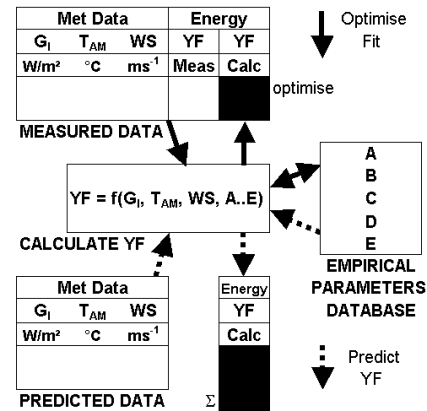 Met Data Energy
G_I T_AM WS YF YF
W/m² °C ms⁻¹ Meas Calc
optimise
MEASURED DATA
Optimise
Fit
YF = f(G_I, T_AM, WS, A..E)
CALCULATE YF
A
B
C
D
E
EMPIRICAL
PARAMETERS
DATABASE
Met Data
G_I T_AM WS
W/m² °C ms⁻¹
PREDICTED DATA
Energy
YF
Calc
Σ
Predict
YF